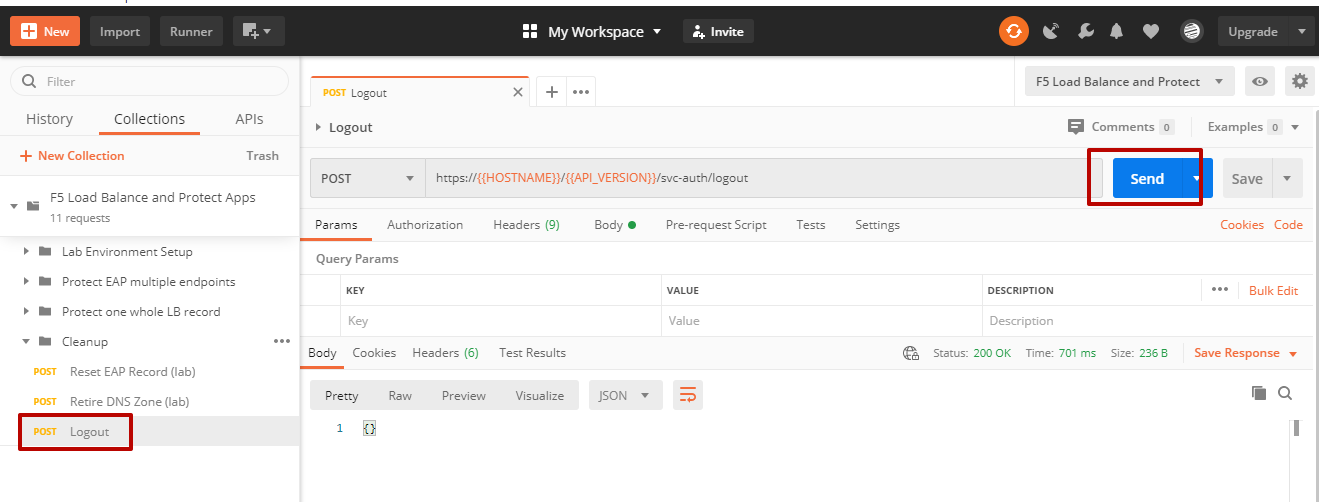 New Import Runner My Workspace Invite Upgrade
Filter
History Collections APIs
+ New Collection Trash
F5 Load Balance and Protect Apps
11 requests
Lab Environment Setup
Protect EAP multiple endpoints
Protect one whole LB record
Cleanup
POST Reset EAP Record (lab)
POST Retire DNS Zone (lab)
POST Logout
POST Logout
F5 Load Balance and Protect
Logout Comments 0 Examples 0
POST https://{{HOSTNAME}}/{{API_VERSION}}/svc-auth/logout Send Save
Params Authorization Headers (9) Body Pre-request Script Tests Settings Cookies Code
Query Params
KEY VALUE DESCRIPTION Bulk Edit
Key Value Description
Body Cookies Headers (6) Test Results Status: 200 OK Time: 701 ms Size: 236 B Save Response
Pretty Raw Preview Visualize JSON
1 {}